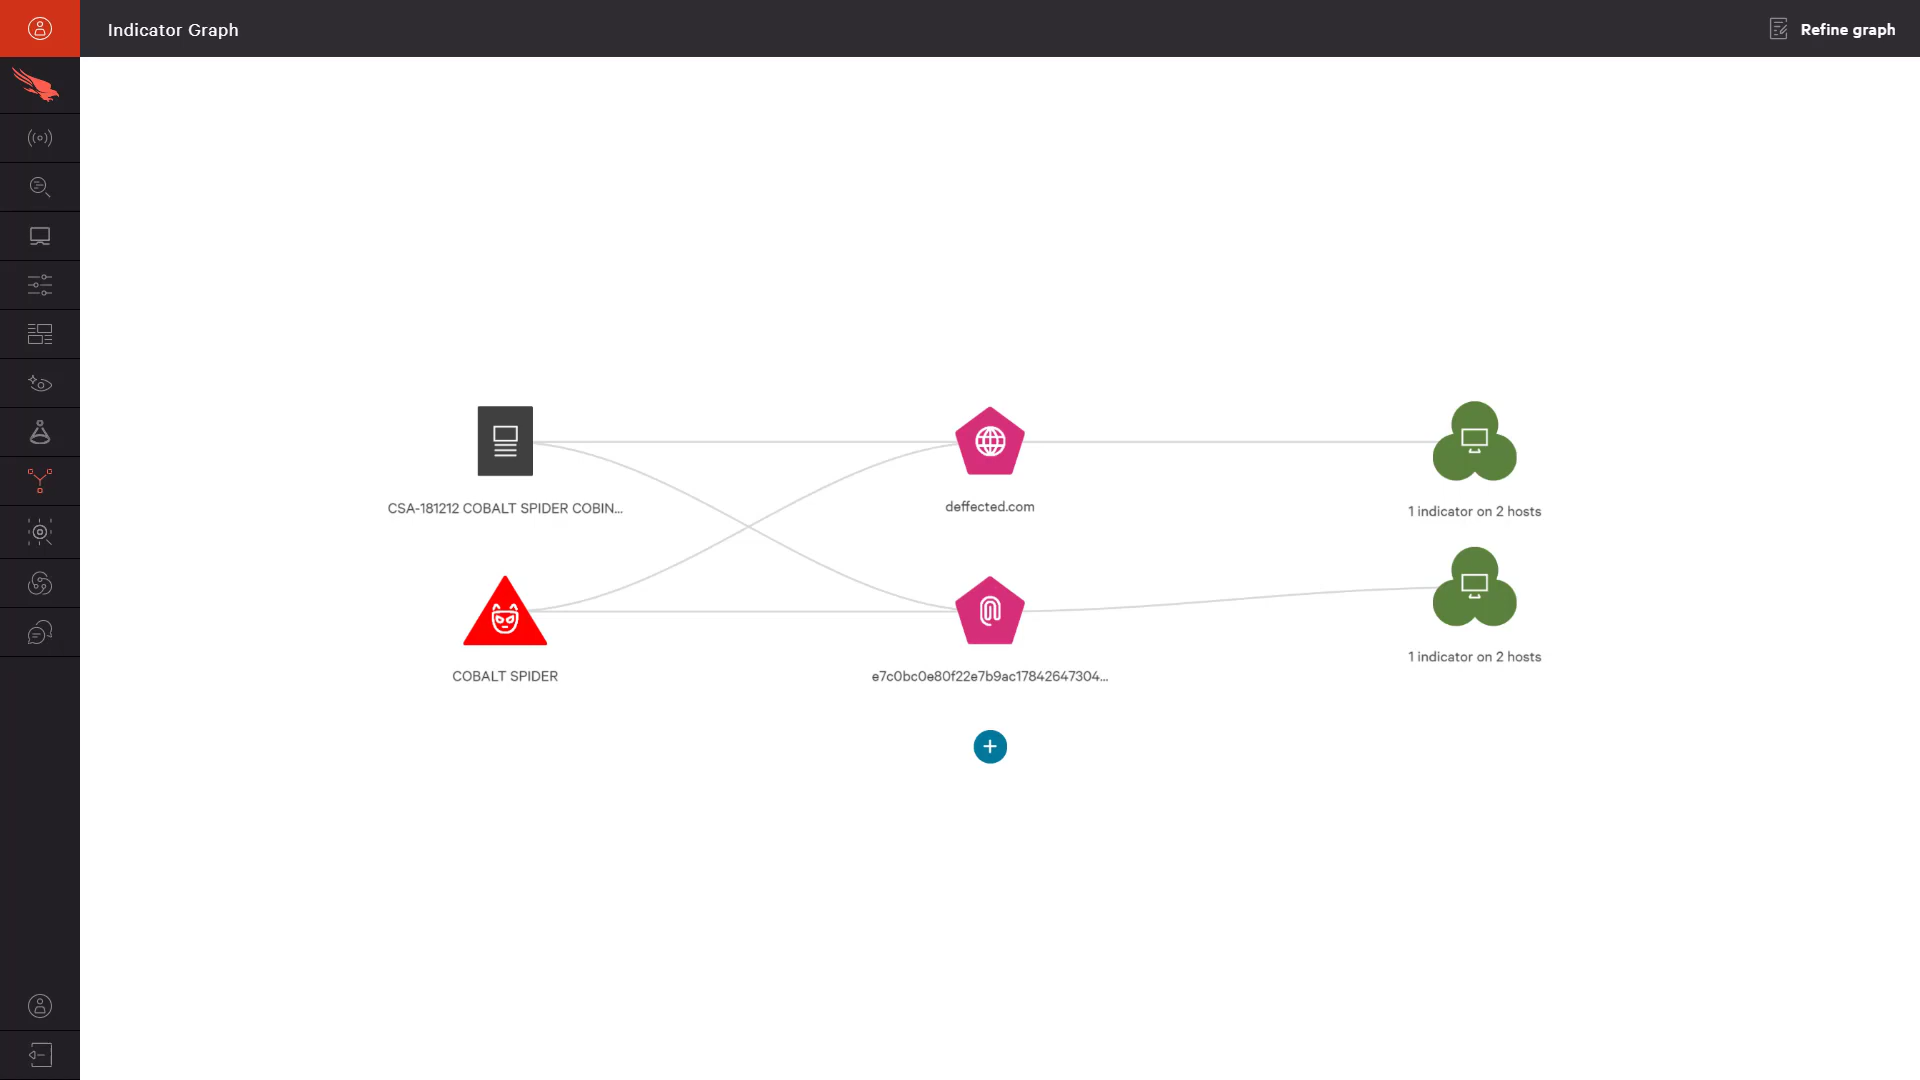 Indicator Graph
Refine graph
CSA-181212 COBALT SPIDER COBIN...
deffected.com
1 indicator on 2 hosts
COBALT SPIDER
e7c0bc0e80f22e7b9ac17842647304...
1 indicator on 2 hosts